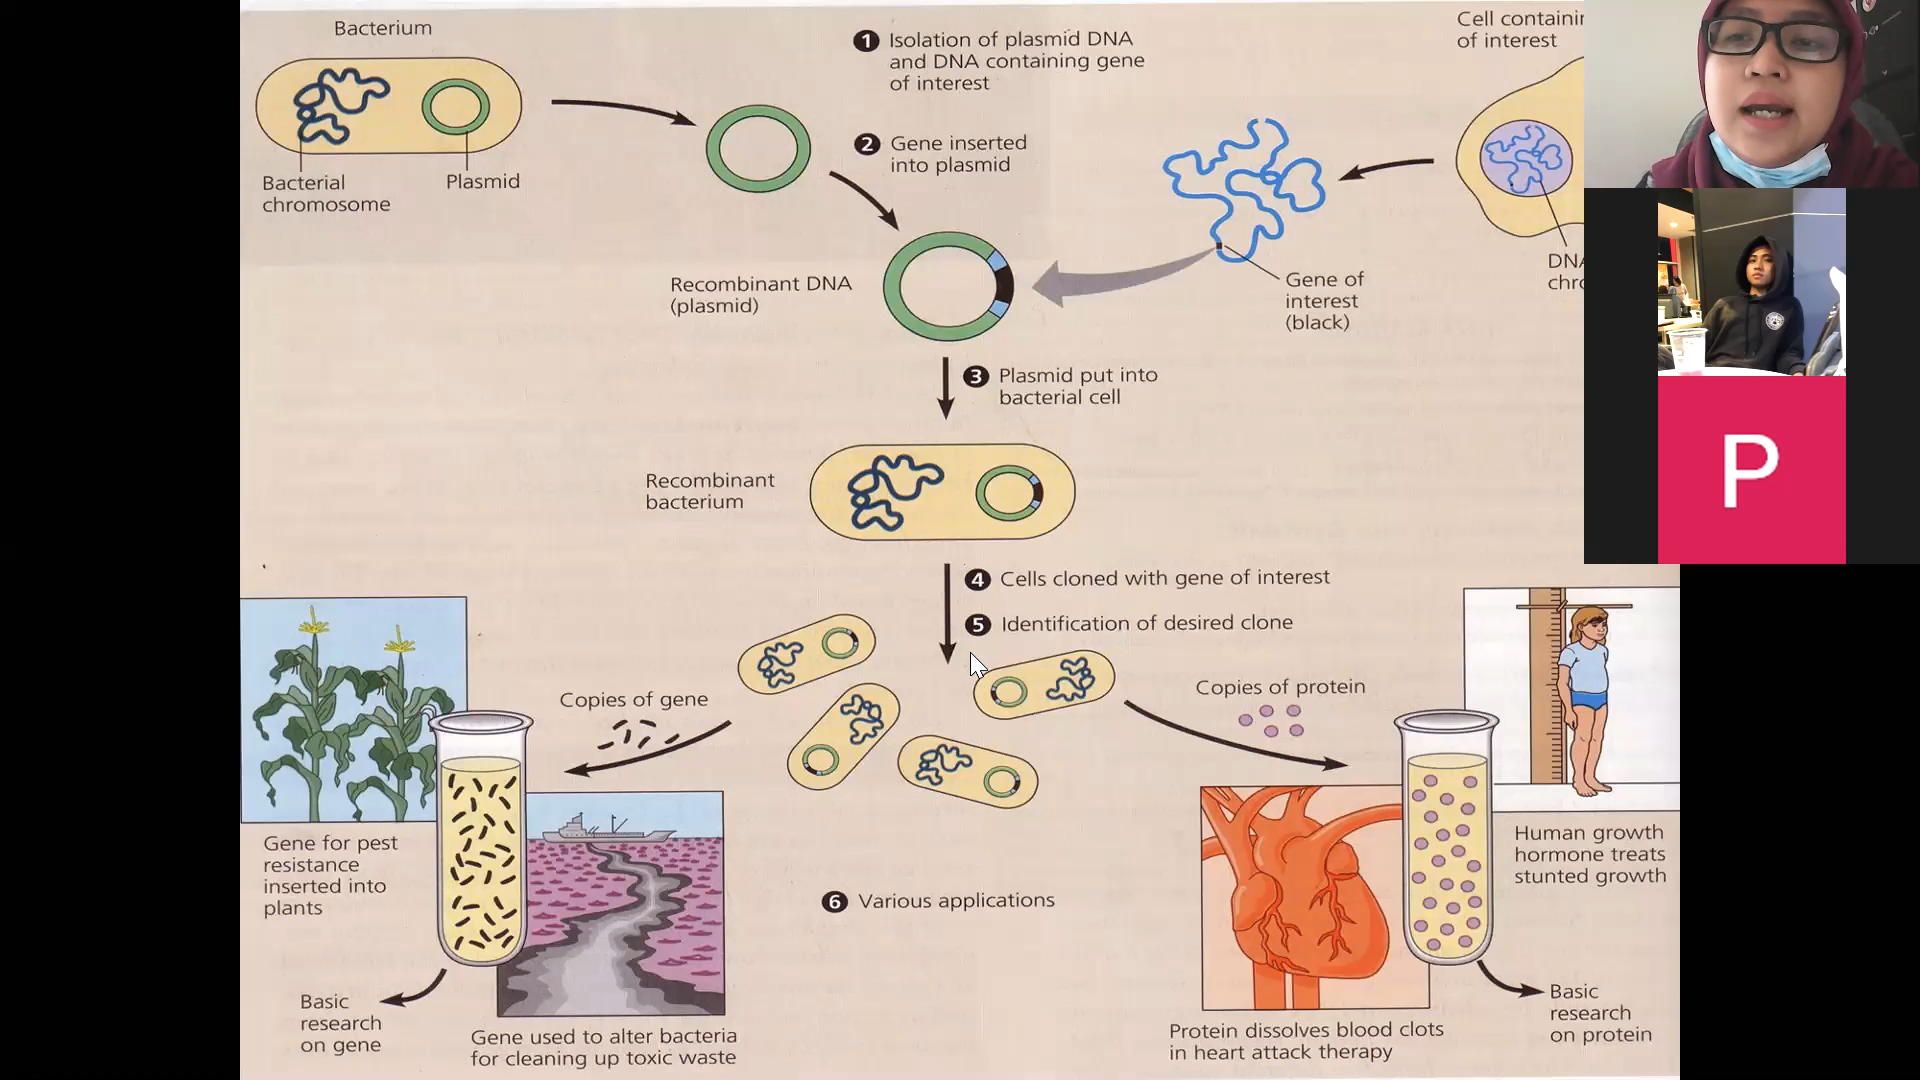 Bacterium
Bacterial
chromosome
Plasmid
1 Isolation of plasmid DNA
and DNA containing gene
of interest
2 Gene inserted
into plasmid
Cell
of interest
Recombinant DNA
(plasmid)
Gene of
interest
(black)
DNA
3 Plasmid put into
bacterial cell
Recombinant
bacterium
4 Cells cloned with gene of interest
5 Identification of desired clone
Copies of gene
Copies of protein
Gene for pest
resistance
inserted into
plants
6 Various applications
Human growth
hormone treats
stunted growth
Basic
research
on gene
Gene used to alter bacteria
for cleaning up toxic waste
Protein dissolves blood clots
in heart attack therapy
Basic
research
on protein
P